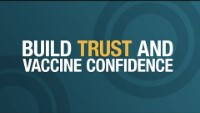 BUILD TRUST AND
VACCINE CONFIDENCE